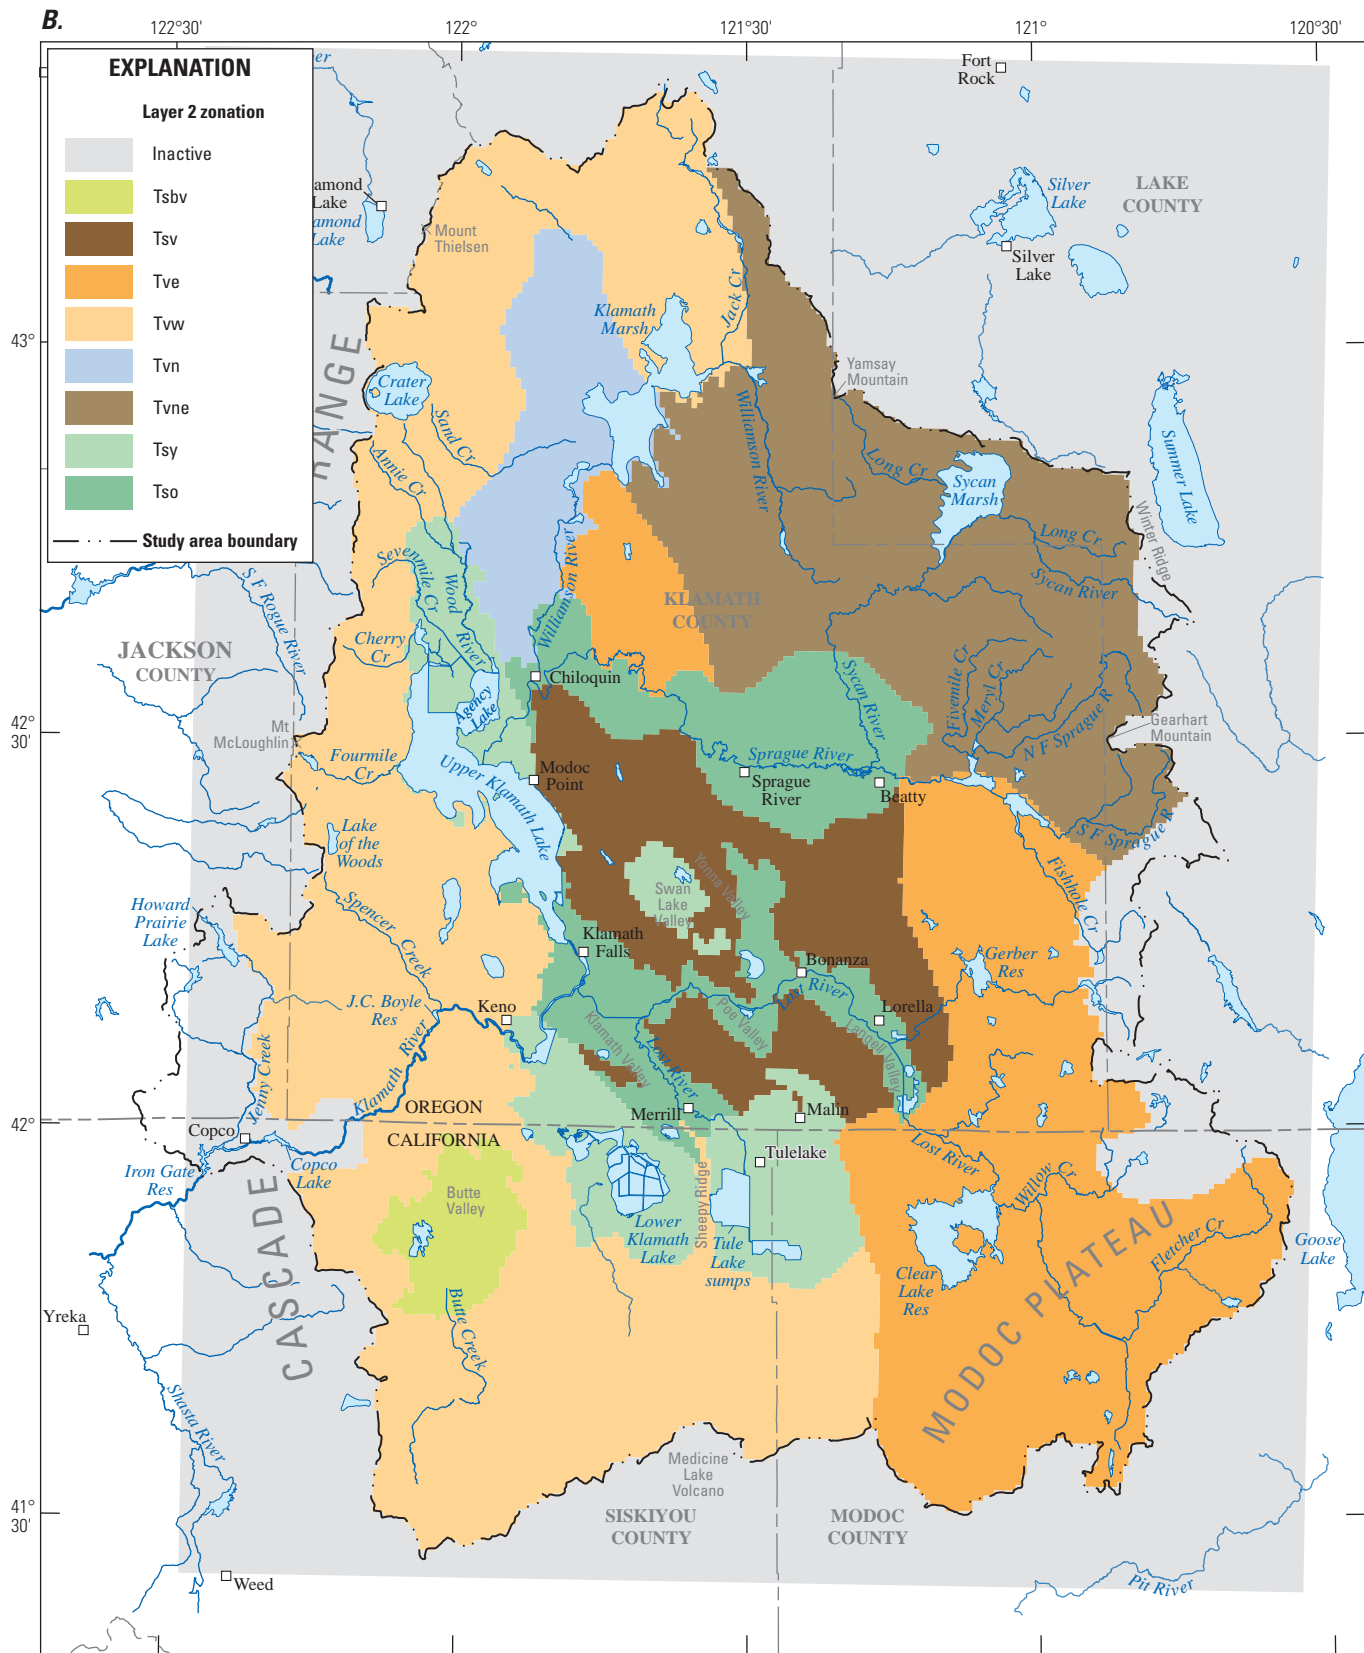 B.
122°30'
122°
121°30'
121°
120°30'
EXPLANATION
Layer 2 zonation
Inactive
Tsbv
Tsv
Tve
Tvw
Tvn
Tvne
Tsy
Tso
Study area boundary
er
amond
Lake
amond
Lake
Mount
Thielsen
Fort
Rock
Silver
Lake
LAKE
COUNTY
Silver
Lake
Klamath
Marsh
Jack Cr
43°
RANGE
Crater
Lake
Sand Cr
Annie Cr
Yamsay
Mountain
Williamson River
Long Cr
Sycan
Marsh
Summer Lake
Winter Ridge
Long Cr
Sycan River
Sevenmile Cr
Wood
River
Williamson River
KLAMATH
COUNTY
S F Rogue River
JACKSON
COUNTY
Cherry
Cr
Chiloquin
Agency
Lake
Sycan River
Fivemile Cr
Meryl Cr
N F Sprague R
Gearhart
Mountain
42°
30'
Mt
McLoughlin
Fourmile
Cr
Upper Klamath Lake
Modoc
Point
Sprague River
Sprague
River
Beatty
S F Sprague R
Lake
of the
Woods
Yonna Valley
Swan
Lake
Valley
Fishhole Cr
Howard
Prairie
Lake
Spencer Creek
Klamath
Falls
Bonanza
Gerber
Res
J.C. Boyle
Res
Keno
Lost River
Lorella
Poe Valley
Langell Valley
Klamath Valley
Lost River
Jenny Creek
Klamath River
OREGON
Merrill
Malin
42°
Copco
CALIFORNIA
Tulelake
Lost River
Iron Gate
Res
Copco
Lake
Butte
Valley
Sheepy Ridge
Willow Cr
Lower
Klamath
Lake
Tule
Lake
sumps
Clear
Lake
Res
Fletcher Cr
Goose
Lake
CASCADE
MODOC PLATEAU
Yreka
Butte Creek
Shasta River
Medicine
Lake
Volcano
41°
30'
SISKIYOU
COUNTY
MODOC
COUNTY
Weed
Pit River